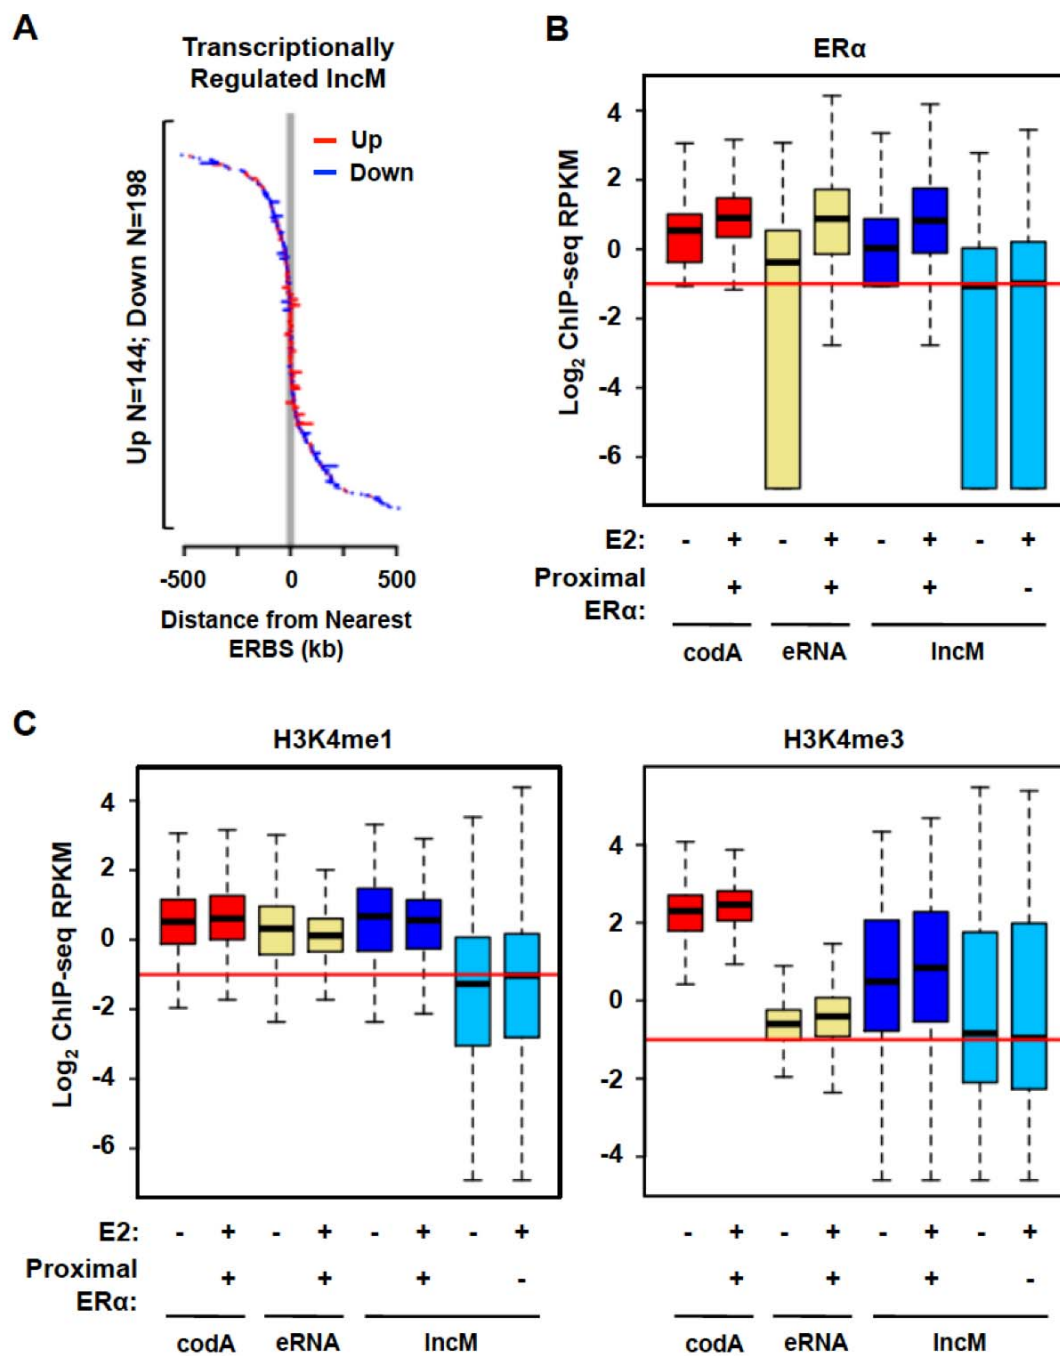 A
Transcriptionally
Regulated lncM
Up
Down
Up N=144; Down N=198
-500
0
500
Distance from Nearest
ERBS (kb)
B
ERα
Log2 ChIP-seq RPKM
4
2
0
-2
-4
-6
E2: - + - + - + - +
Proximal
ERα: + + + -
codA eRNA lncM
C
H3K4me1
Log2 ChIP-seq RPKM
4
2
0
-2
-4
-6
E2: - + - + - + - +
Proximal
ERα: + + + -
codA eRNA lncM
H3K4me3
4
2
0
-2
-4
- + - + - + - +
+ + + -
codA eRNA lncM